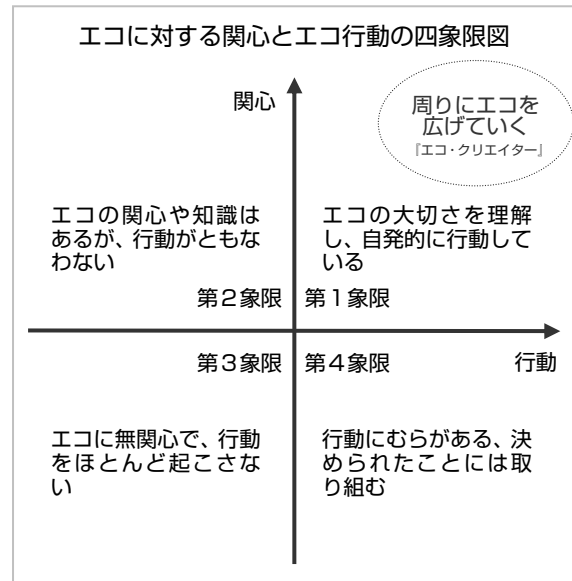 エコに対する関心とエコ行動の四象限図
関心
周りにエコを
広げていく
『エコ・クリエイター』
エコの関心や知識は
あるが、行動がともな
わない
エコの大切さを理解
し、自発的に行動して
いる
第2象限
第1象限
第3象限
第4象限
行動
エコに無関心で、行動
をほとんど起こさな
い
行動にむらがある、決
められたことには取
り組む